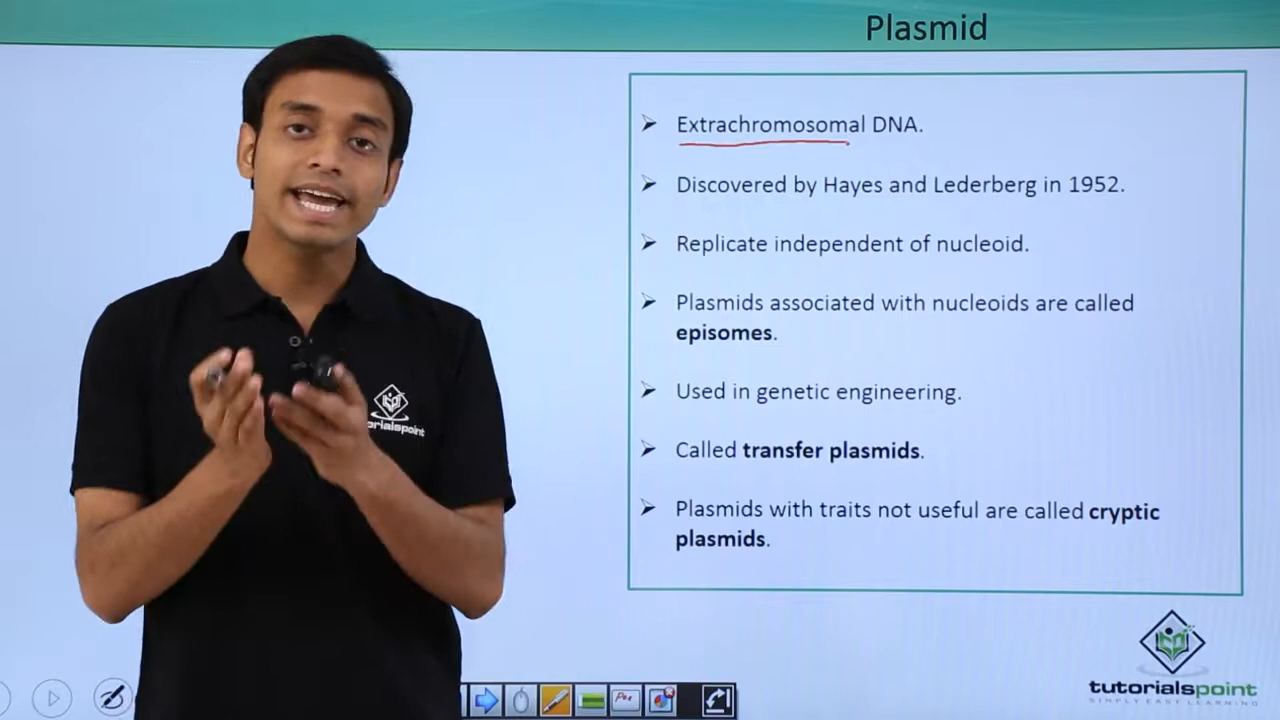 Plasmid
Extrachromosomal DNA.
Discovered by Hayes and Lederberg in 1952.
Replicate independent of nucleoid.
Plasmids associated with nucleoids are called
episomes.
Used in genetic engineering.
Called transfer plasmids.
Plasmids with traits not useful are called cryptic
plasmids.
orialspoint
tutorialspoint
SIMPLY EASY LEARNING